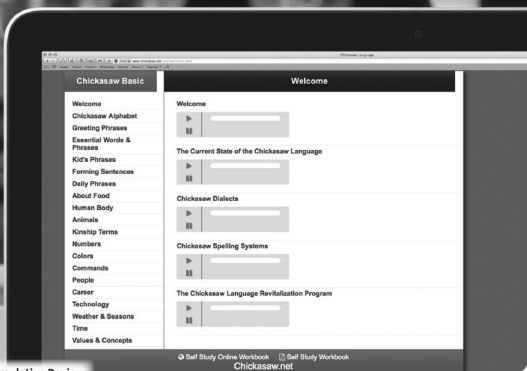 Chickasaw Language
Chickasaw Basic
Welcome
Welcome
Chickasaw Alphabet
Greeting Phrases
Essential Words &
Phrases
Kid's Phrases
Forming Sentences
Daily Phrases
About Food
Human Body
Animals
Kinship Terms
Numbers
Colors
Commands
People
Career
Technology
Weather & Seasons
Time
Values & Concepts
Welcome
The Current State of the Chickasaw Language
Chickasaw Dialects
Chickasaw Spelling Systems
The Chickasaw Language Revitalization Program
Self Study Online Workbook Self Study Workbook
Chickasaw.net